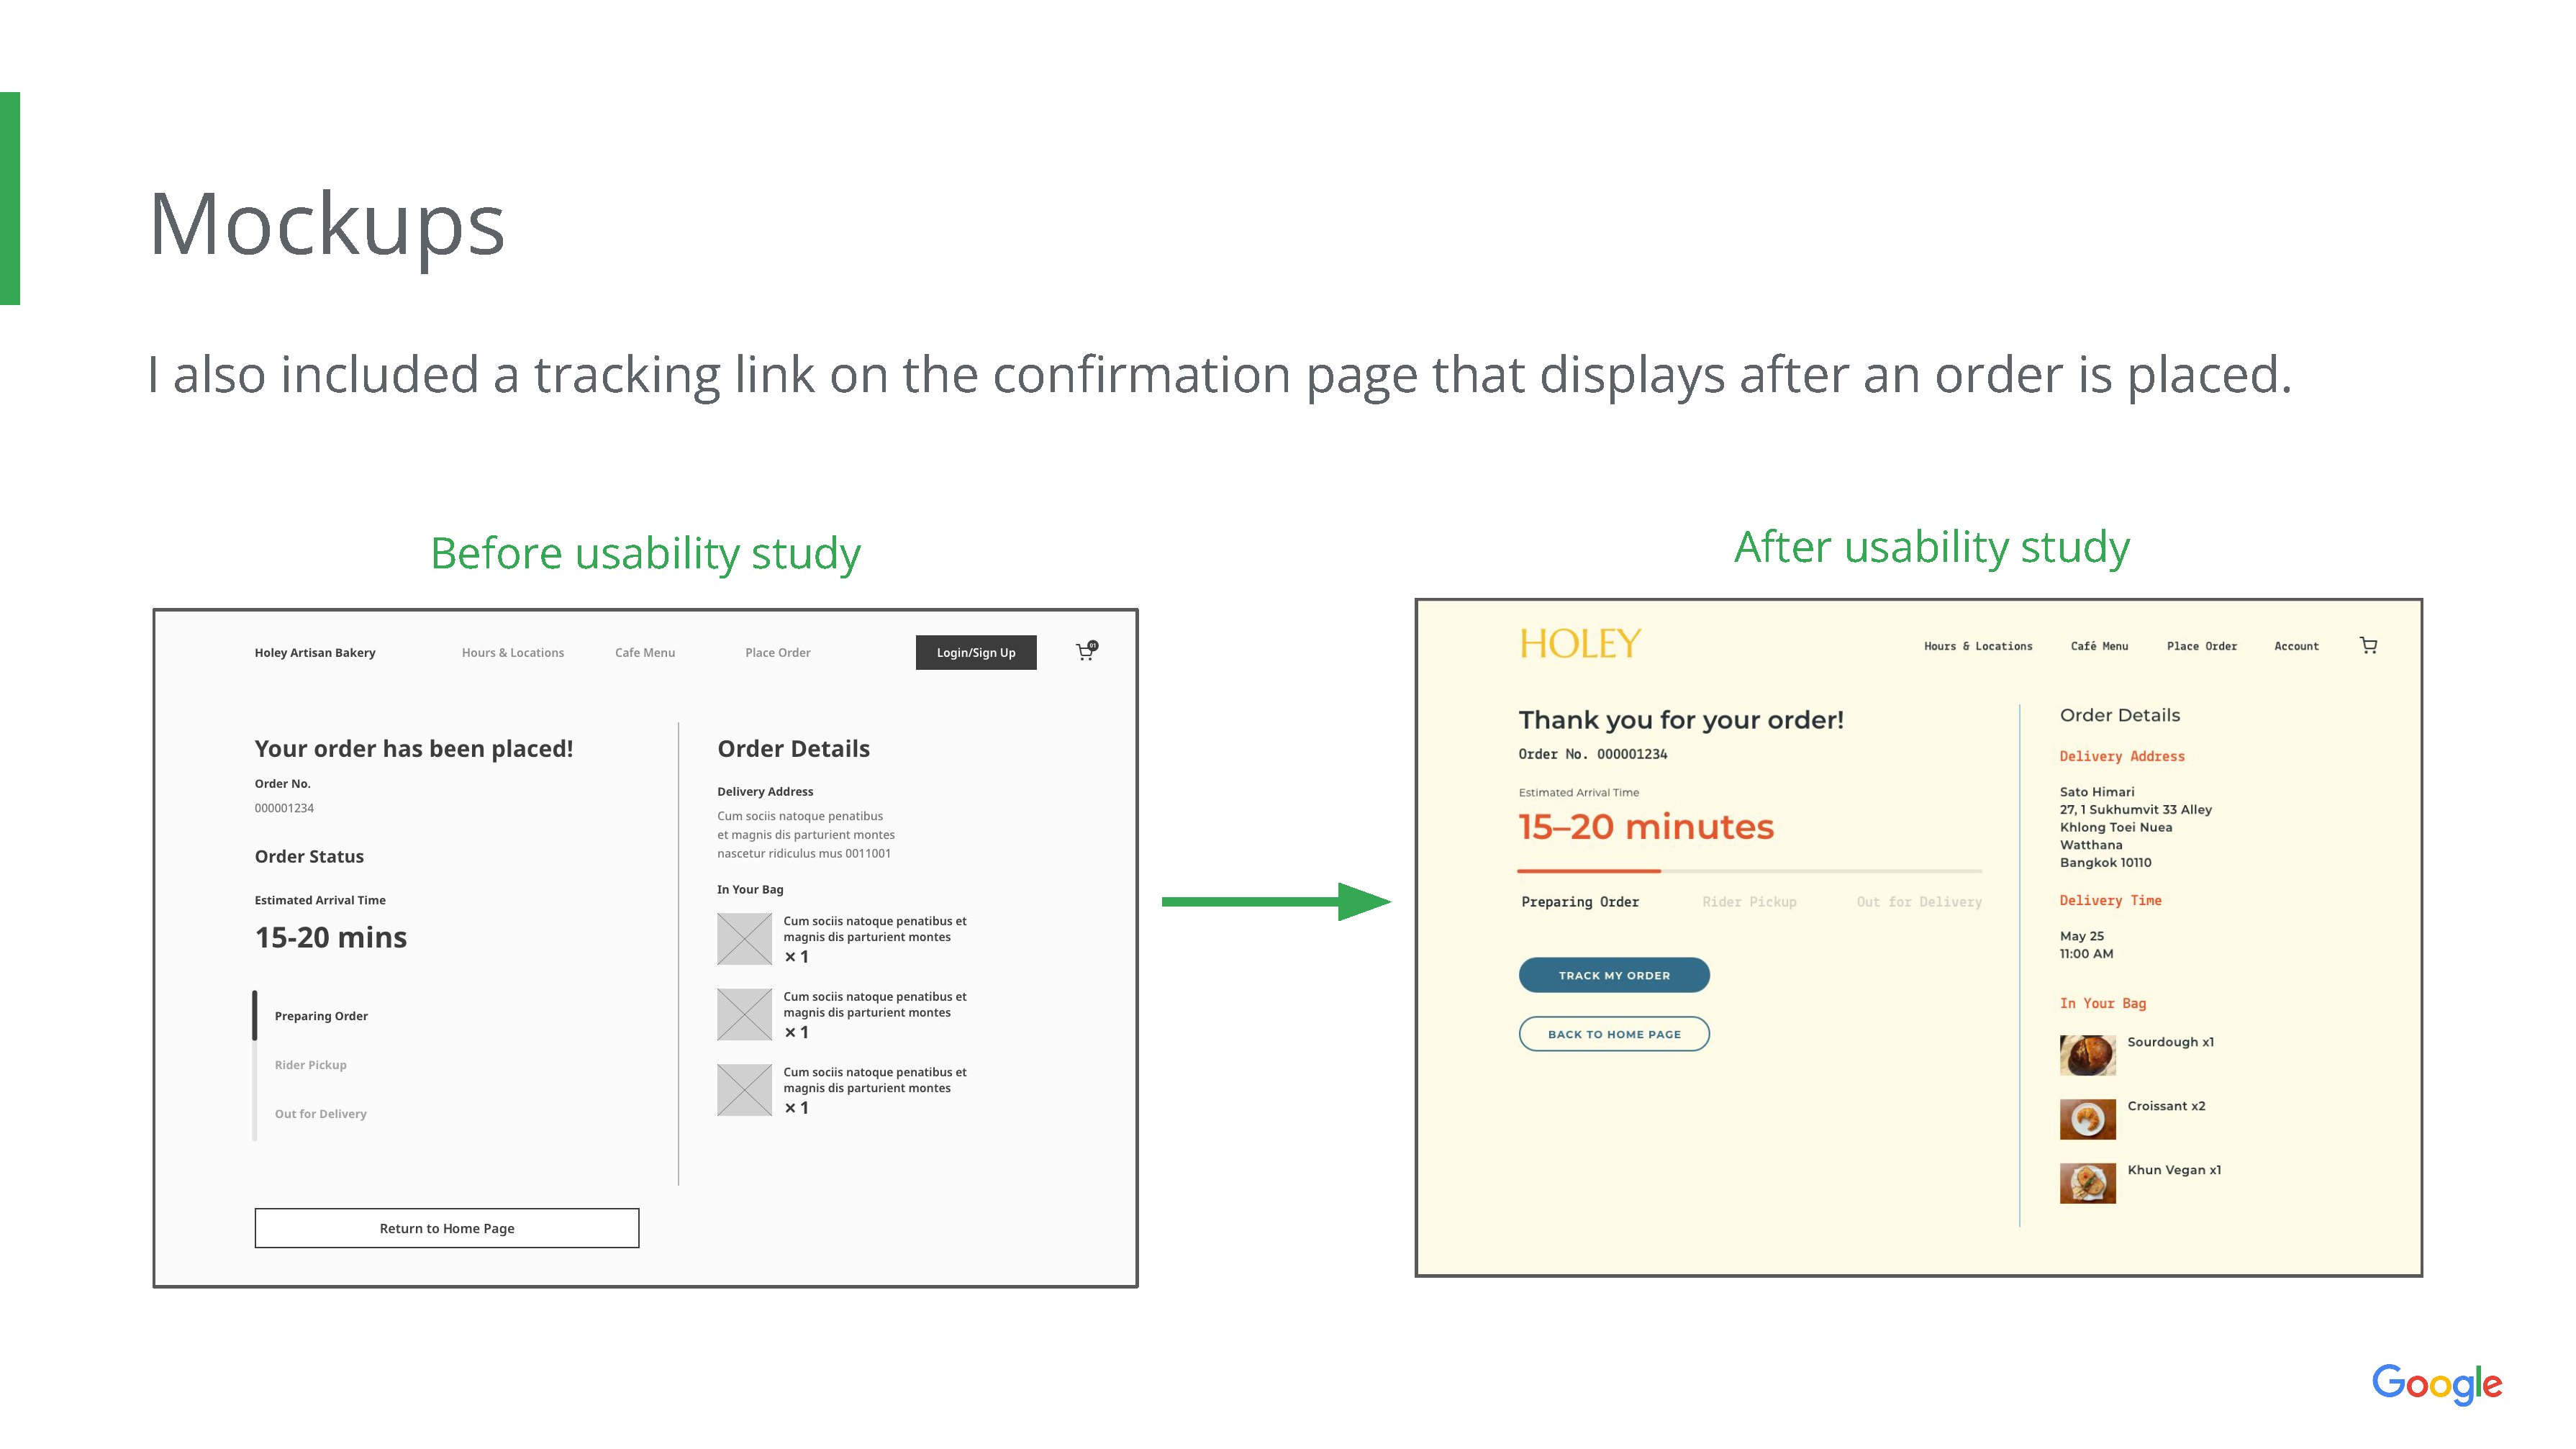 Mockups
I also included a tracking link on the confirmation page that displays after an order is placed.
Before usability study
Holey Artisan Bakery
Hours & Locations
Cafe Menu
Place Order
Login/Sign Up
Your order has been placed!
Order No.
000001234
Order Status
Estimated Arrival Time
15-20 mins
Preparing Order
Rider Pickup
Out for Delivery
Return to Home Page
Order Details
Delivery Address
Cum sociis natoque penatibus
et magnis dis parturient montes
nascetur ridiculus mus 0011001
In Your Bag
Cum sociis natoque penatibus et
magnis dis parturient montes
× 1
Cum sociis natoque penatibus et
magnis dis parturient montes
× 1
Cum sociis natoque penatibus et
magnis dis parturient montes
× 1
After usability study
HOLEY
Hours & Locations
Café Menu
Place Order
Account
Thank you for your order!
Order No. 000001234
Estimated Arrival Time
15–20 minutes
Preparing Order
Rider Pickup
Out for Delivery
TRACK MY ORDER
BACK TO HOME PAGE
Order Details
Delivery Address
Sato Himari
27, 1 Sukhumvit 33 Alley
Khlong Toei Nuea
Watthana
Bangkok 10110
Delivery Time
May 25
11:00 AM
In Your Bag
Sourdough x1
Croissant x2
Khun Vegan x1
Google